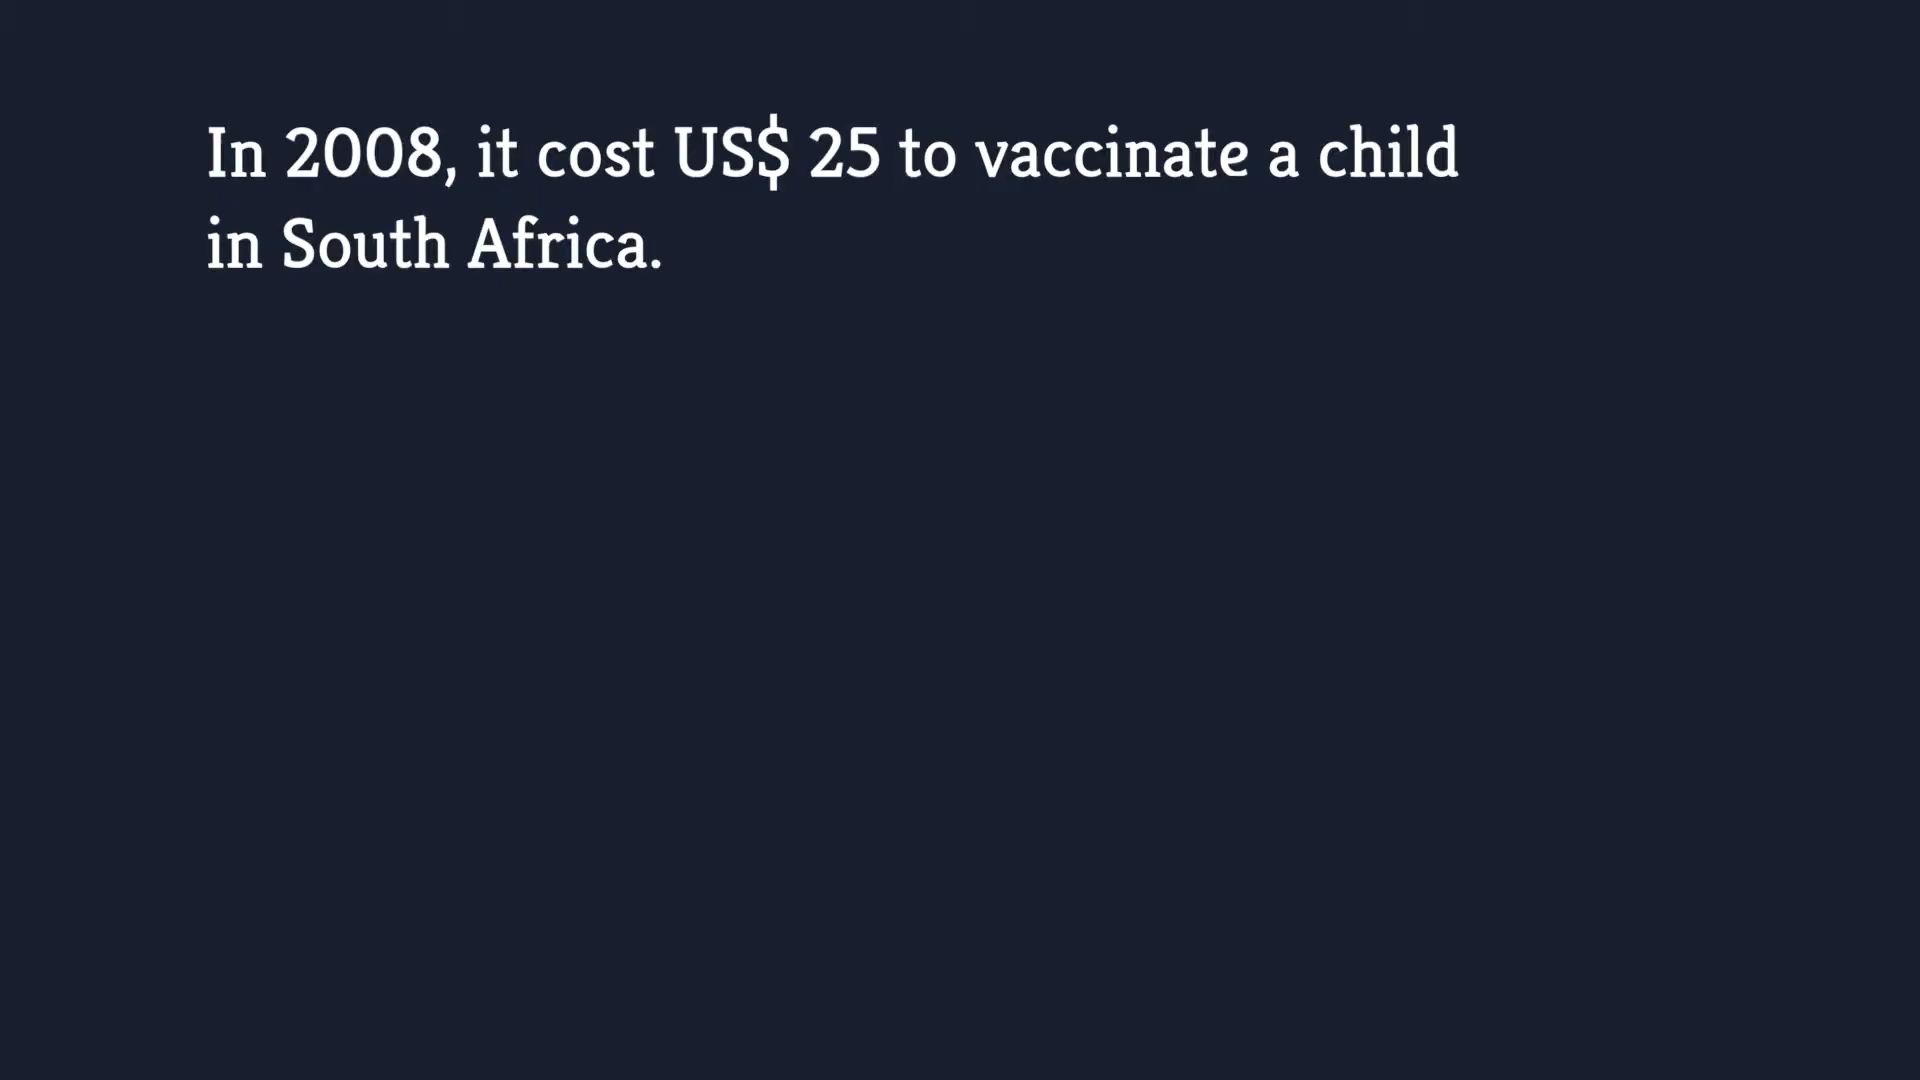 In 2008, it cost US$ 25 to vaccinate a child
in South Africa.